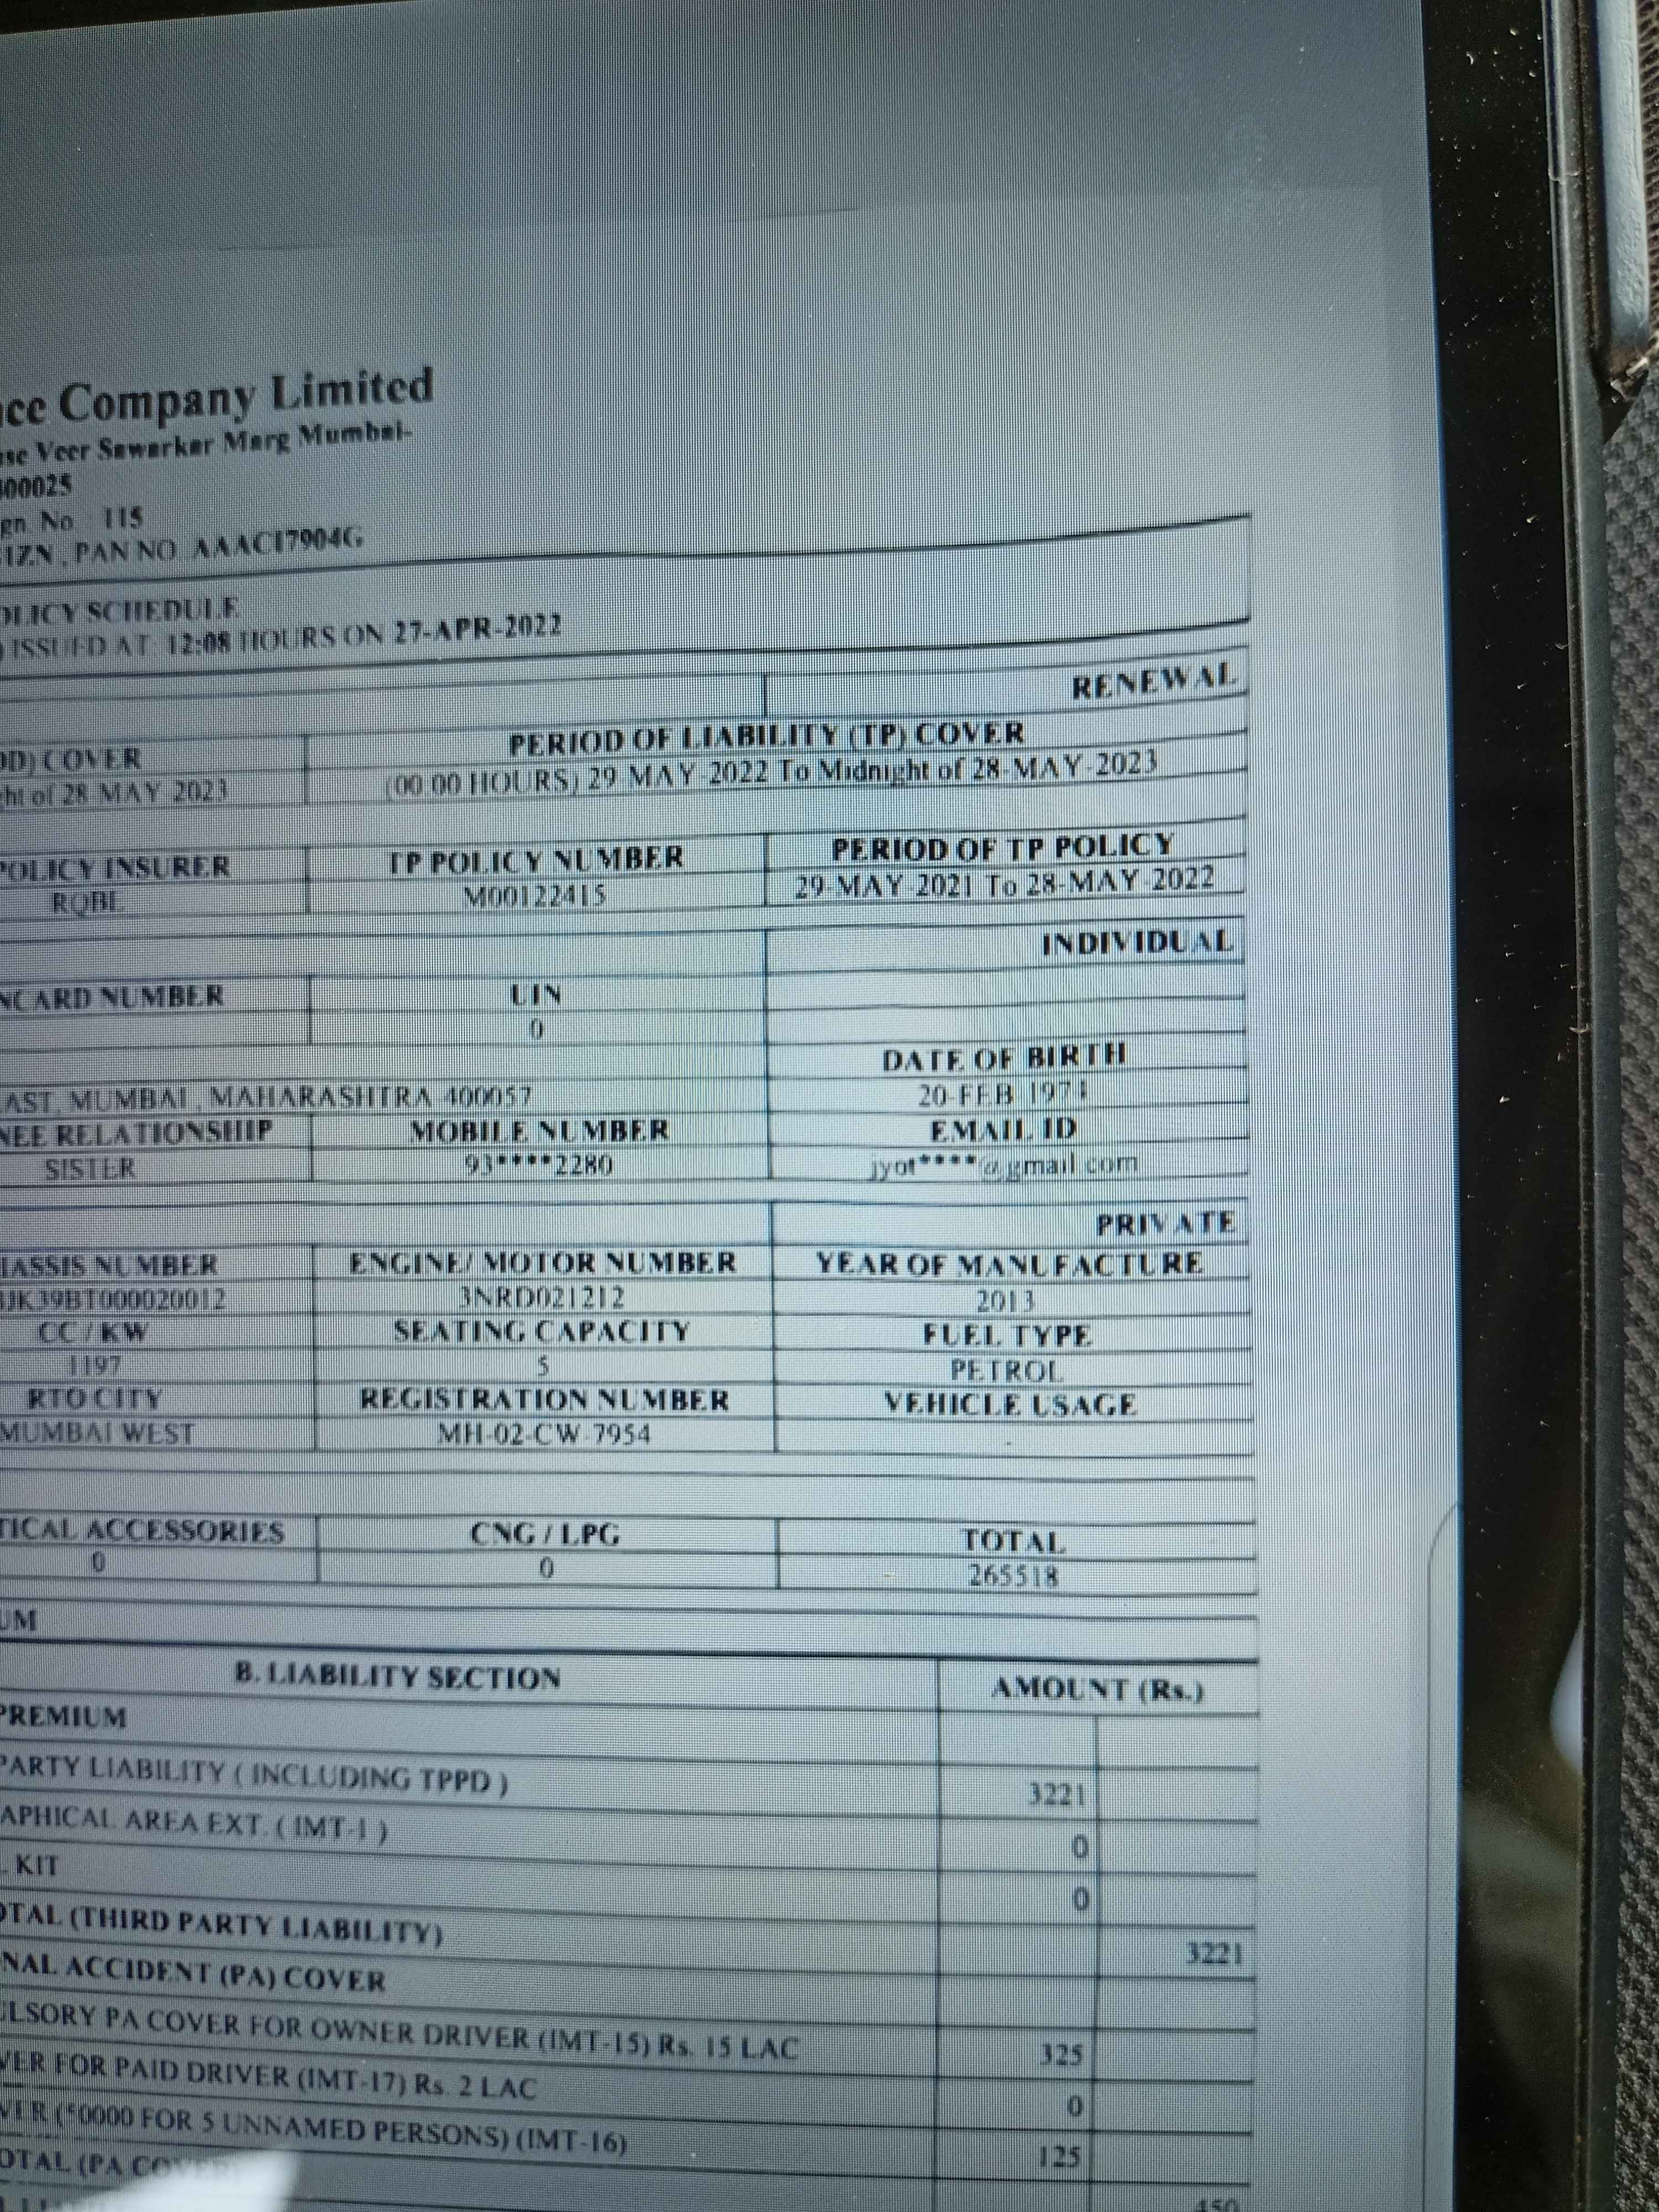 ce Company Limited
se Veer Sawarkar Marg Mumbai-
400025
gn. No : 115
1ZN , PAN NO AAACI7904G
OLICY SCHEDULE
ISSUED AT 12:08 HOURS ON 27-APR-2022
RENEWAL
OD) COVER PERIOD OF LIABILITY (TP) COVER
ht of 28 MAY 2023 (00 00 HOURS) 29 MAY 2022 To Midnight of 28-MAY-2023
POLICY INSURER TP POLICY NUMBER PERIOD OF TP POLICY
RQBE M00122415 29-MAY-2021 To 28-MAY-2022
INDIVIDUAL
NCARD NUMBER UIN
0
DATE OF BIRTH
AST, MUMBAI , MAHARASHTRA 400057 20-FEB
NEE RELATIONSHIP MOBILE NUMBER EMAIL ID
SISTER 93****2280 jyot****@gmail.com
PRIVATE
HASSIS NUMBER ENGINE/ MOTOR NUMBER YEAR OF MANUFACTURE
JK39BT000020012 3NRD021212 2013
CC / KW SEATING CAPACITY FUEL TYPE
1197 5 PETROL
RTO CITY REGISTRATION NUMBER VEHICLE USAGE
MUMBAI WEST MH-02-CW-7954 -
TICAL ACCESSORIES CNG / LPG TOTAL
0 0 265518
UM
B. LIABILITY SECTION AMOUNT (Rs.)
PREMIUM
PARTY LIABILITY ( INCLUDING TPPD ) 3221
APHICAL AREA EXT. ( IMT-1 ) 0
KIT 0
OTAL (THIRD PARTY LIABILITY) 3221
NAL ACCIDENT (PA) COVER
ULSORY PA COVER FOR OWNER DRIVER (IMT-15) Rs. 15 LAC 325
VER FOR PAID DRIVER (IMT-17) Rs. 2 LAC 0
VER (50000 FOR 5 UNNAMED PERSONS) (IMT-16) 125
OTAL (PA COVER) 450